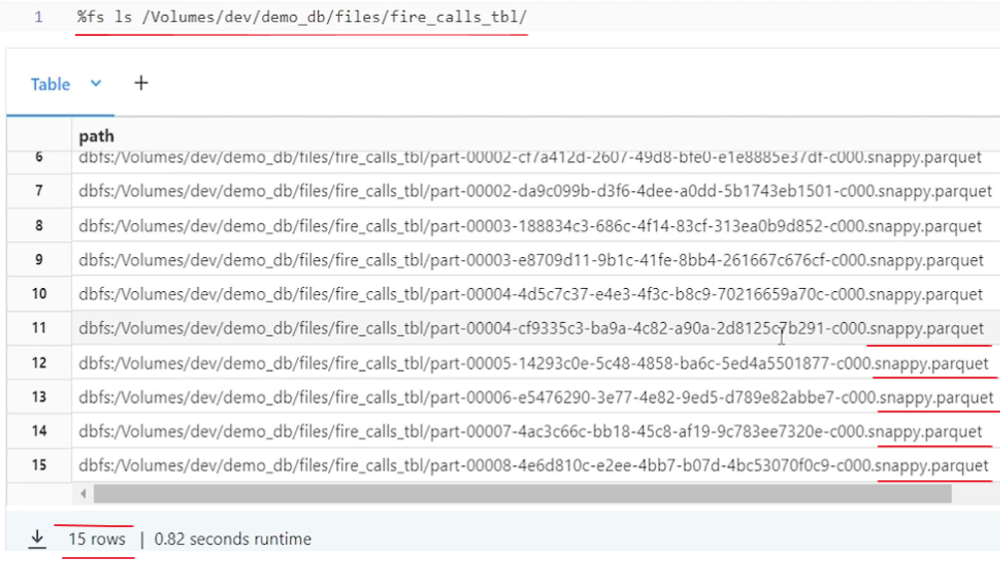 1 %fs ls /Volumes/dev/demo_db/files/fire_calls_tbl/
Table
path
6 dbfs:/Volumes/dev/demo_db/files/fire_calls_tbl/part-00002-cf7a412d-2607-49d8-bfe0-e1e8885e37df-c000.snappy.parquet
7 dbfs:/Volumes/dev/demo_db/files/fire_calls_tbl/part-00002-da9c099b-d3f6-4dee-a0dd-5b1743eb1501-c000.snappy.parquet
8 dbfs:/Volumes/dev/demo_db/files/fire_calls_tbl/part-00003-188834c3-686c-4f14-83cf-313ea0b9d852-c000.snappy.parquet
9 dbfs:/Volumes/dev/demo_db/files/fire_calls_tbl/part-00003-e8709d11-9b1c-41fe-8bb4-261667c676cf-c000.snappy.parquet
10 dbfs:/Volumes/dev/demo_db/files/fire_calls_tbl/part-00004-4d5c7c37-e4e3-4f3c-b8c9-70216659a70c-c000.snappy.parquet
11 dbfs:/Volumes/dev/demo_db/files/fire_calls_tbl/part-00004-cf9335c3-ba9a-4c82-a90a-2d8125c7b291-c000.snappy.parquet
12 dbfs:/Volumes/dev/demo_db/files/fire_calls_tbl/part-00005-14293c0e-5c48-4858-ba6c-5ed4a5501877-c000.snappy.parquet
13 dbfs:/Volumes/dev/demo_db/files/fire_calls_tbl/part-00006-e5476290-3e77-4e82-9ed5-d789e82abbe7-c000.snappy.parquet
14 dbfs:/Volumes/dev/demo_db/files/fire_calls_tbl/part-00007-4ac3c66c-bb18-45c8-af19-9c783ee7320e-c000.snappy.parquet
15 dbfs:/Volumes/dev/demo_db/files/fire_calls_tbl/part-00008-4e6d810c-e2ee-4bb7-b07d-4bc53070f0c9-c000.snappy.parquet
15 rows | 0.82 seconds runtime